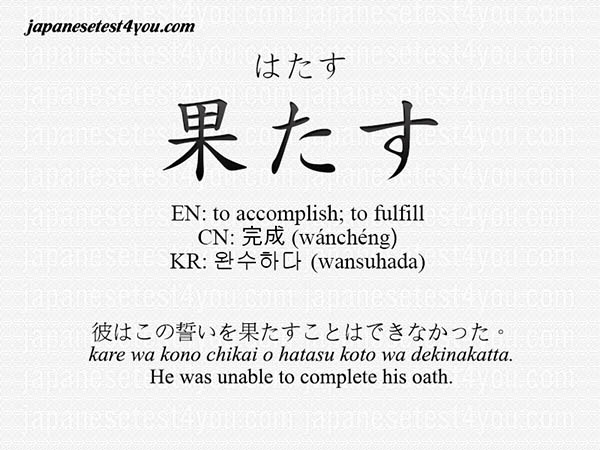 japanesetest4you.com
はたす
果たす
EN: to accomplish; to fulfill
CN: 完成 (wánchéng)
KR: 완수하다 (wansuhada)
彼はこの誓いを果たすことはできなかった。
kare wa kono chikai o hatasu koto wa dekinakatta.
He was unable to complete his oath.